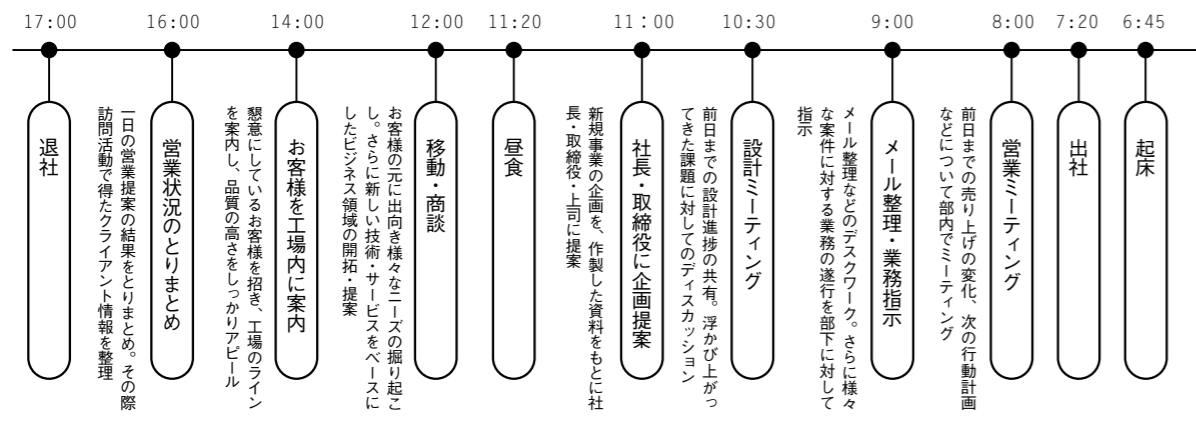 6:45
起床
7:20
出社
8:00
営業ミーティング
前日までの売り上げの変化、次の行動計画
などについて部内でミーティング
9:00
メール整理・業務指示
メール整理などのデスクワーク。さらに様々
な案件に対する業務の遂行を部下に対して
指示
10:30
設計ミーティング
前日までの設計進捗の共有。浮かび上がっ
てきた課題に対してのディスカッション
11:00
社長・取締役に企画提案
新規事業の企画を、作製した資料をもとに社
長・取締役・上司に提案
11:20
昼食
12:00
移動・商談
お客様の元に出向き様々なニーズの掘り起こ
し。さらに新しい技術・サービスをベースに
したビジネス領域の開拓・提案
14:00
お客様を工場内に案内
懇意にしているお客様を招き、工場のライン
を案内し、品質の高さをしっかりアピール
16:00
営業状況のとりまとめ
一日の営業提案の結果をとりまとめ。その際
訪問活動で得たクライアント情報を整理
17:00
退社